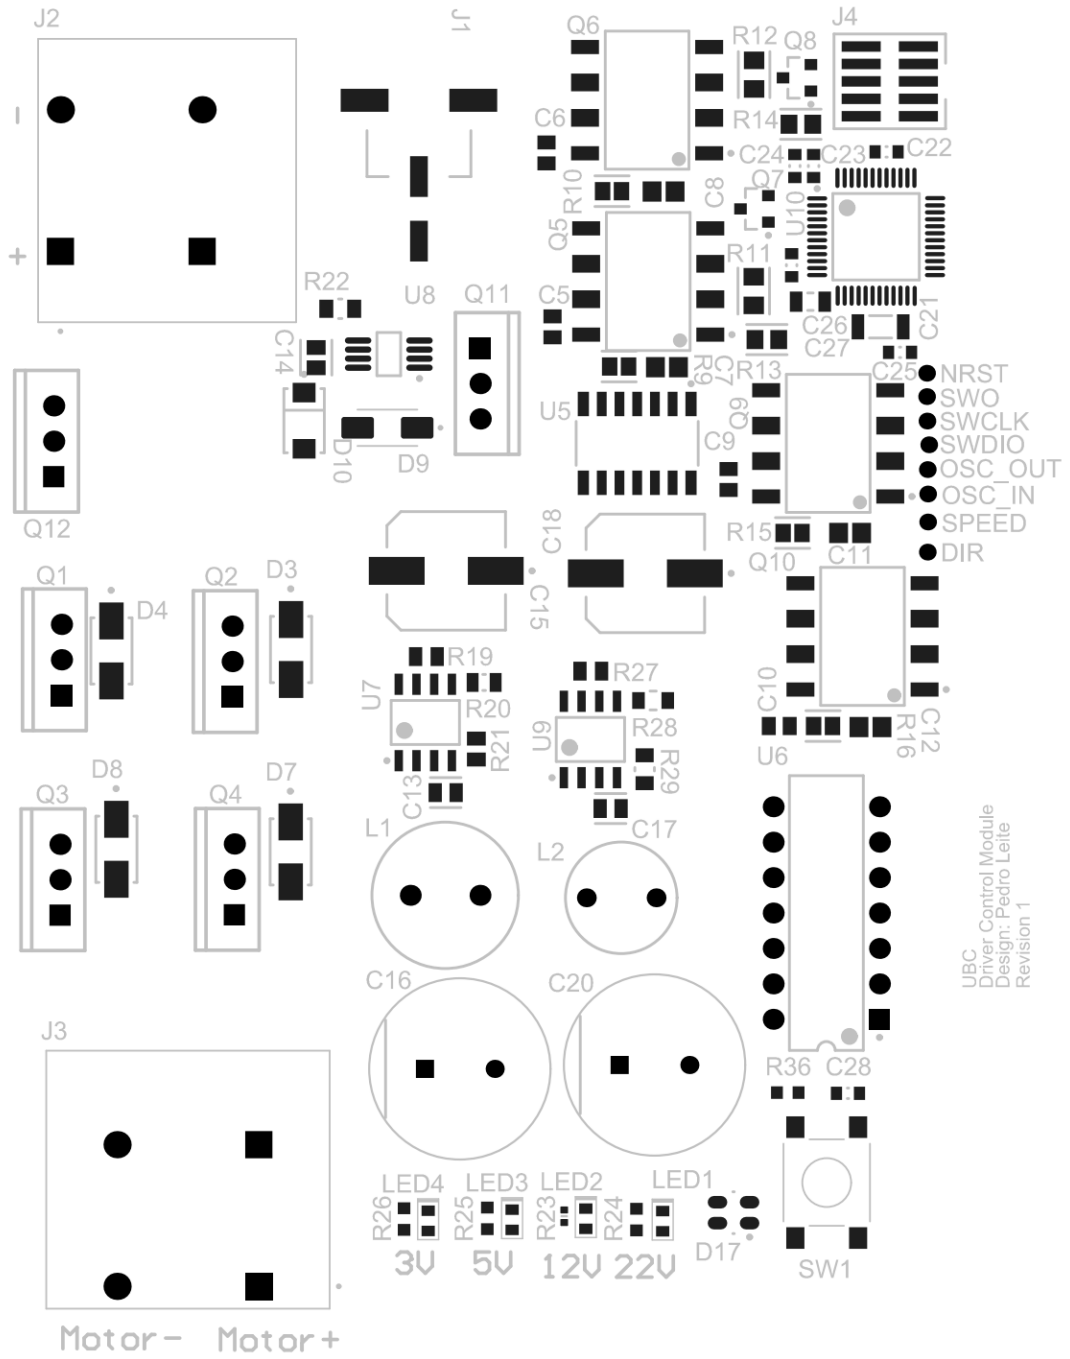 J2
J1
Q6
R12
Q8
J4
-
C6
R14
C24
C23
C22
R10
C8
Q7
U10
+
Q5
R11
R22
U8
Q11
C5
C26
C21
C27
C14
R9
C7
R13
C25
NRST
SWO
U5
Q9
SWCLK
D10
D9
C9
SWDIO
OSC_OUT
OSC_IN
Q12
C18
R15
SPEED
C11
DIR
Q10
Q1
Q2
D3
D4
C15
R19
R27
U7
R20
C10
U9
R28
R21
R29
R16
C12
U6
D8
D7
C13
Q3
Q4
L1
C17
L2
UBC
Driver Control Module
Design: Pedro Leite
Revision 1
C16
C20
J3
R36
C28
LED4
LED3
LED2
LED1
R26
R25
R23
R24
D17
3V
5V
12V
22V
SW1
Motor-
Motor+